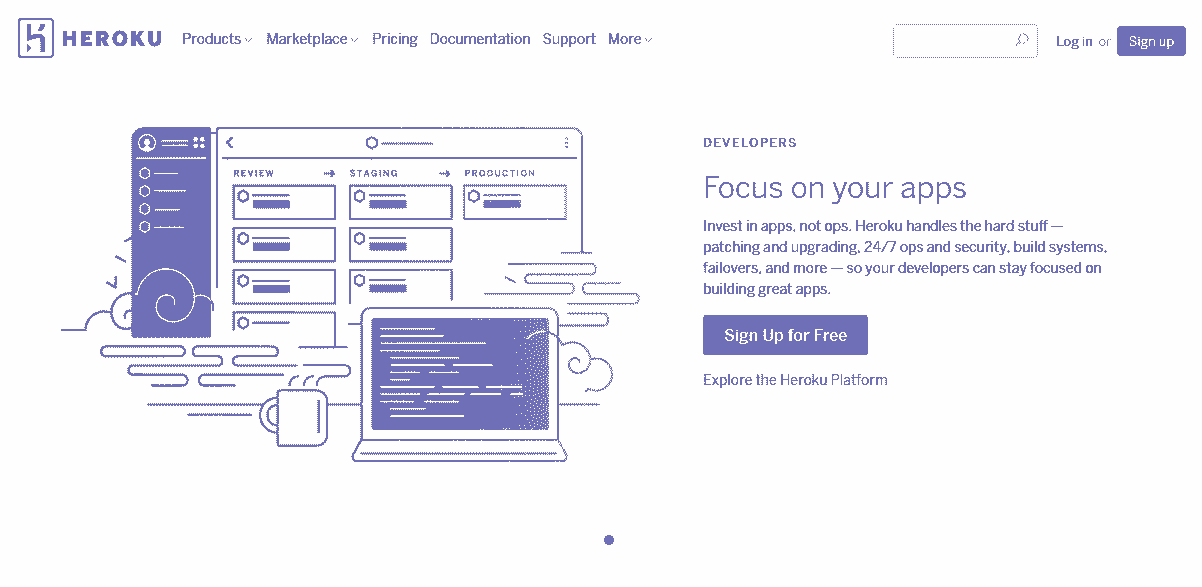 HEROKU
Products Marketplace Pricing Documentation Support More
Log in or Sign up
REVIEW STAGING PRODUCTION
DEVELOPERS
Focus on your apps
Invest in apps, not ops. Heroku handles the hard stuff —
patching and upgrading, 24/7 ops and security, build systems,
failovers, and more — so your developers can stay focused on
building great apps.
Sign Up for Free
Explore the Heroku Platform